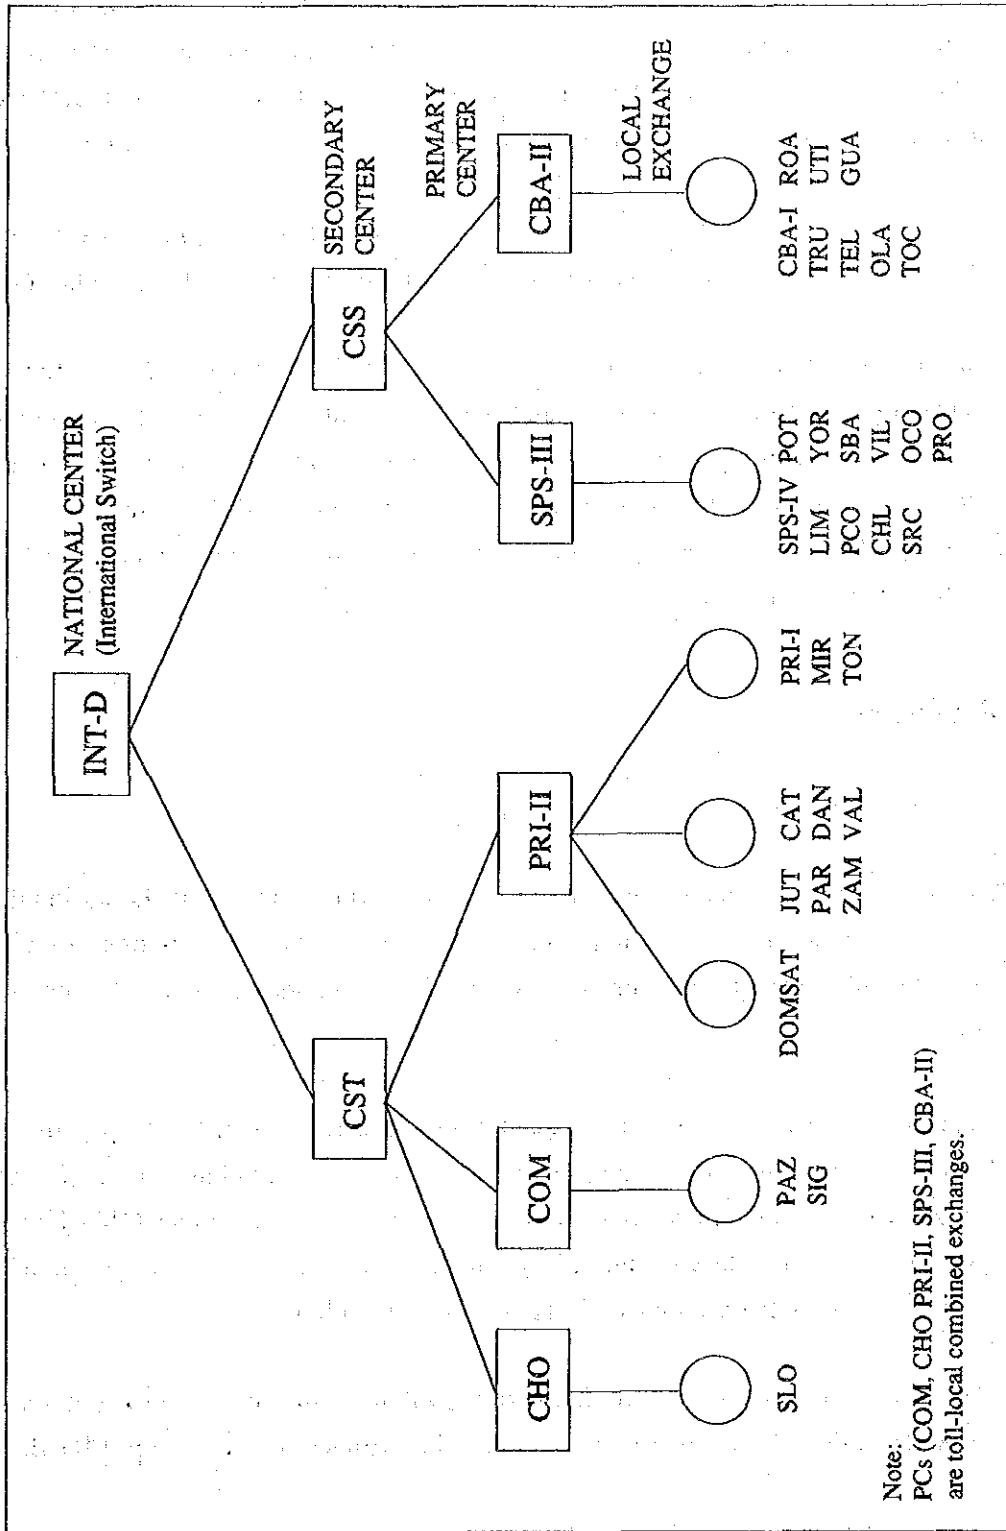 NATIONAL CENTER
(International Switch)
INT-D
SECONDARY
CENTER
CST
CSS
PRIMARY
CENTER
CHO
COM
PRI-II
SPS-III
CBA-II
LOCAL
EXCHANGE
SLO
PAZ
SIG
DOMSAT
JUT CAT
PAR DAN
ZAM VAL
PRI-I
MIR
TON
SPS-IV POT
LIM YOR
PCO SBA
CHL VIL
SRC OCO
PRO
CBA-I ROA
TRU UTI
TEL GUA
OLA
TOC
Note:
PCs (COM, CHO PRI-II, SPS-III, CBA-II)
are toll-local combined exchanges.